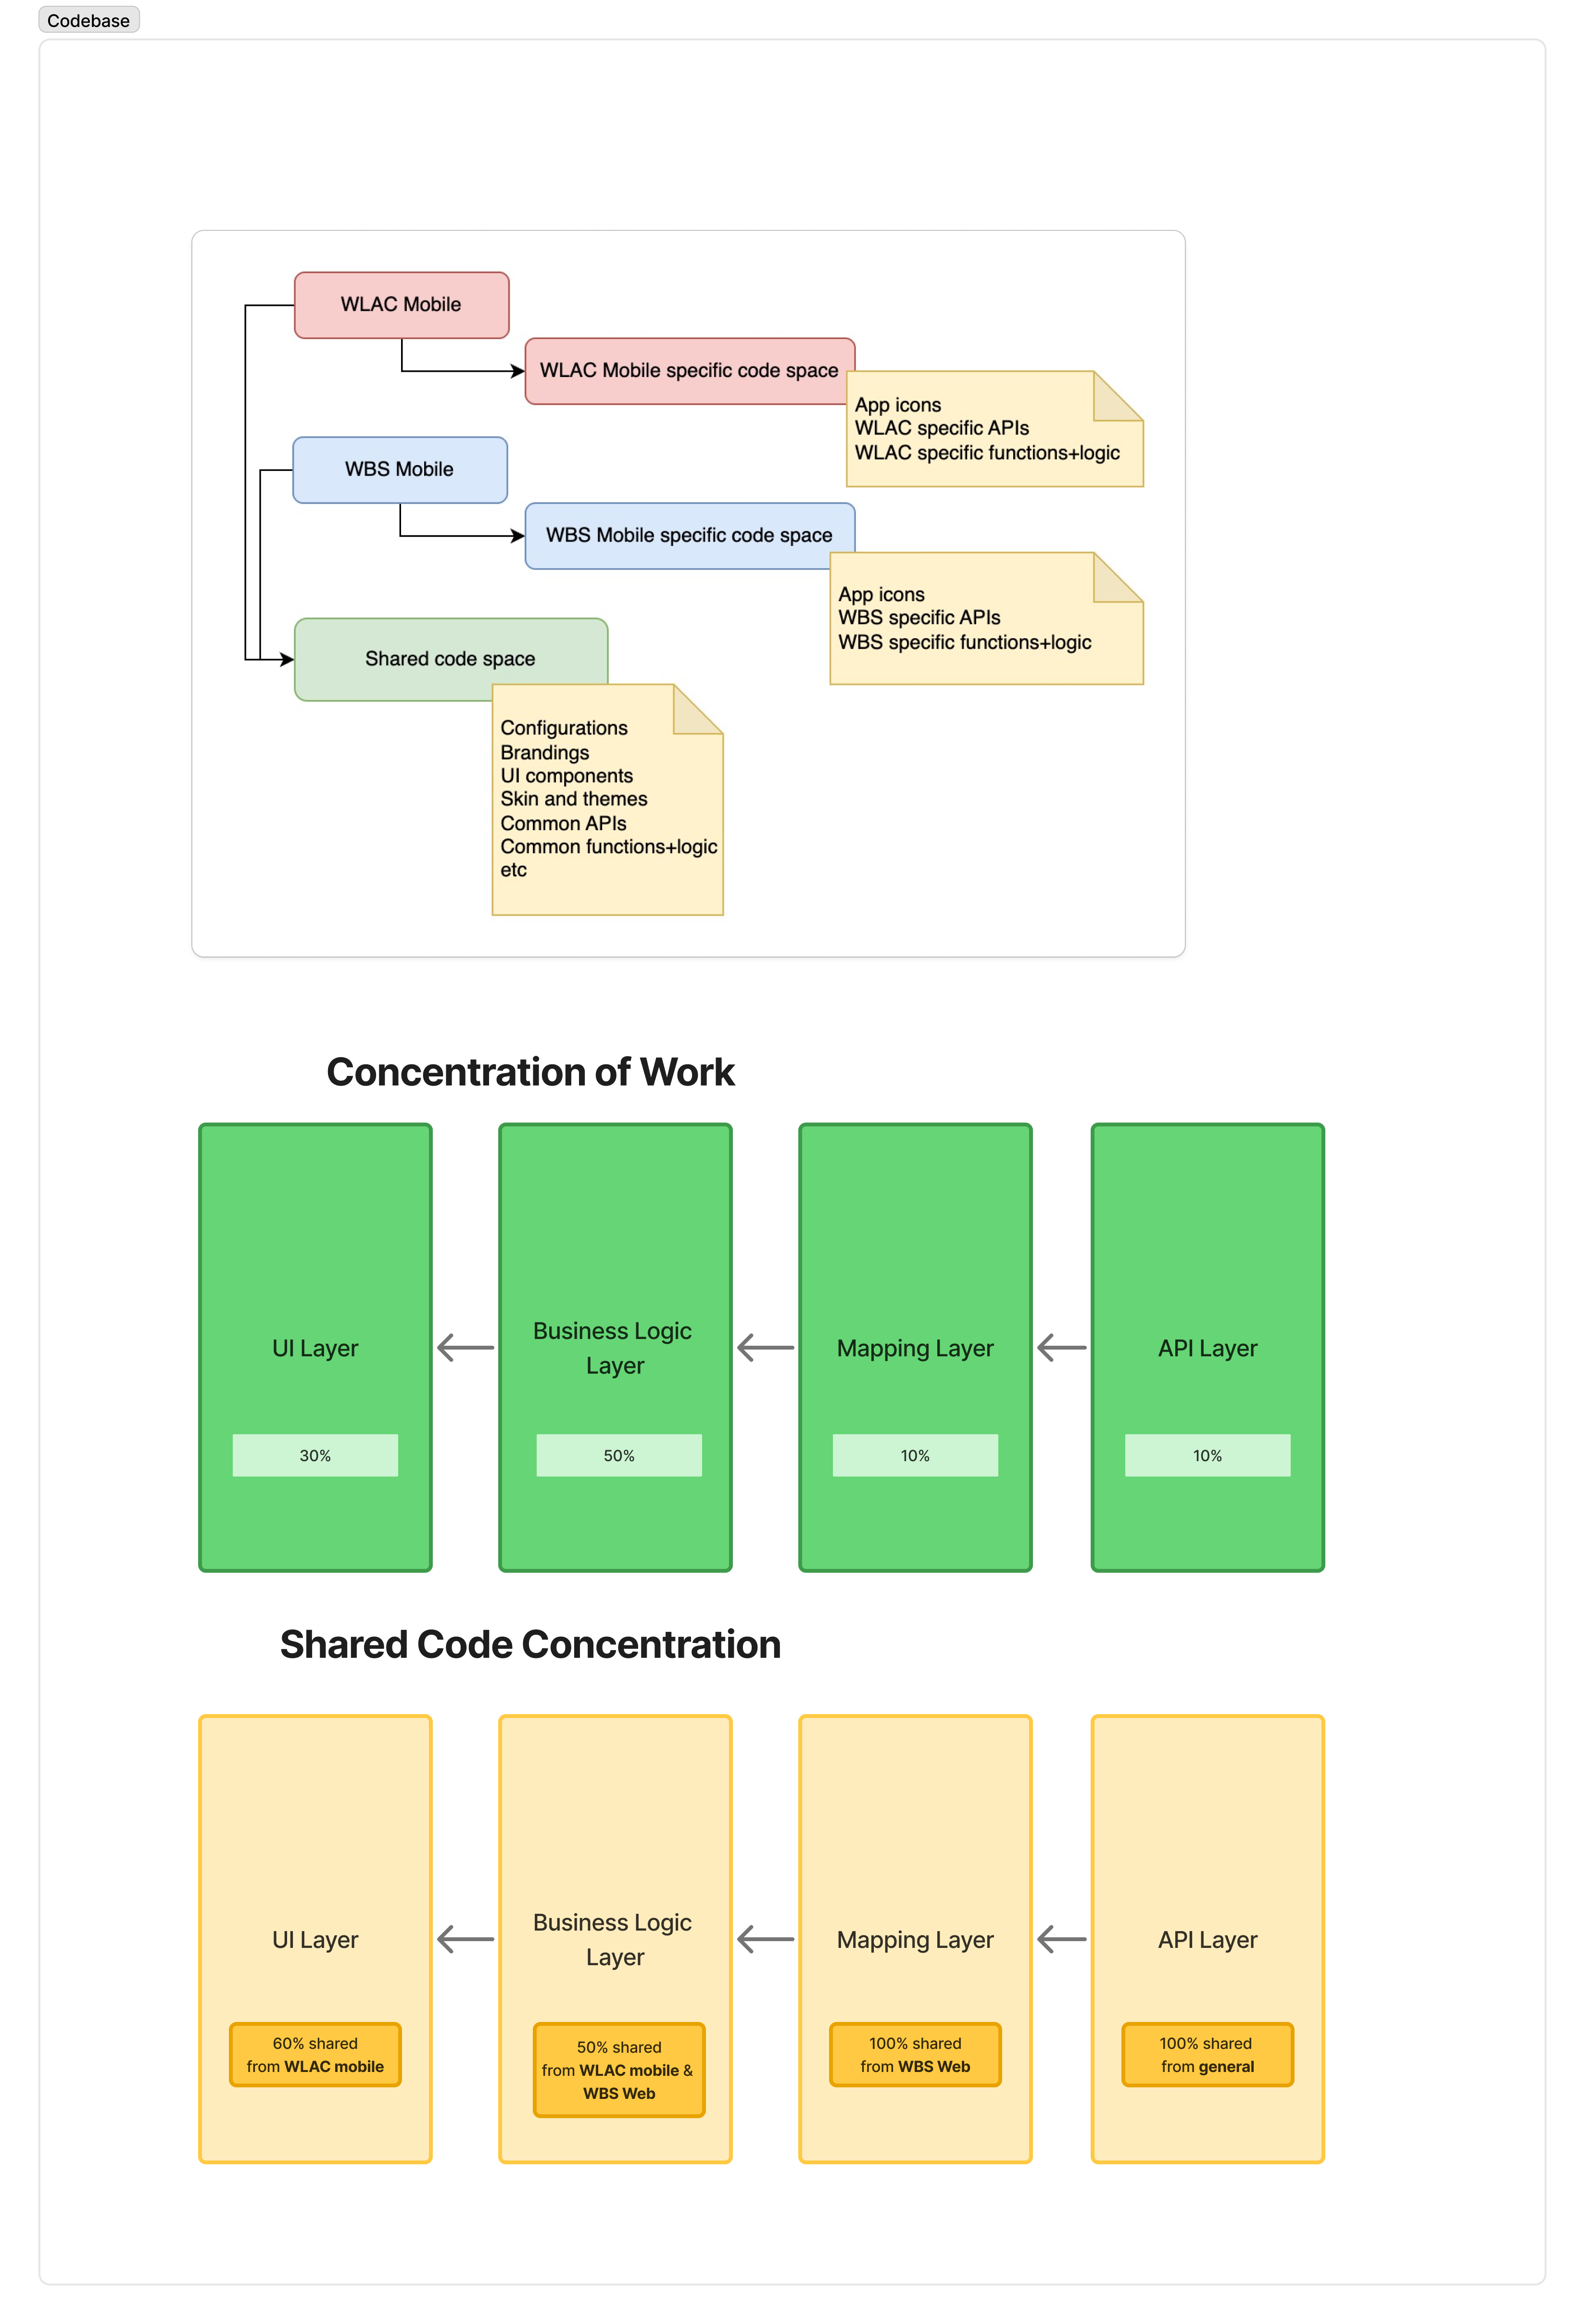 Codebase
WLAC Mobile
WLAC Mobile specific code space
App icons
WLAC specific APIs
WLAC specific functions+logic
WBS Mobile
WBS Mobile specific code space
App icons
WBS specific APIs
WBS specific functions+logic
Shared code space
Configurations
Brandings
UI components
Skin and themes
Common APIs
Common functions+logic
etc
Concentration of Work
UI Layer
30%
Business Logic
Layer
50%
Mapping Layer
10%
API Layer
10%
Shared Code Concentration
UI Layer
60% shared
from WLAC mobile
Business Logic
Layer
50% shared
from WLAC mobile &
WBS Web
Mapping Layer
100% shared
from WBS Web
API Layer
100% shared
from general